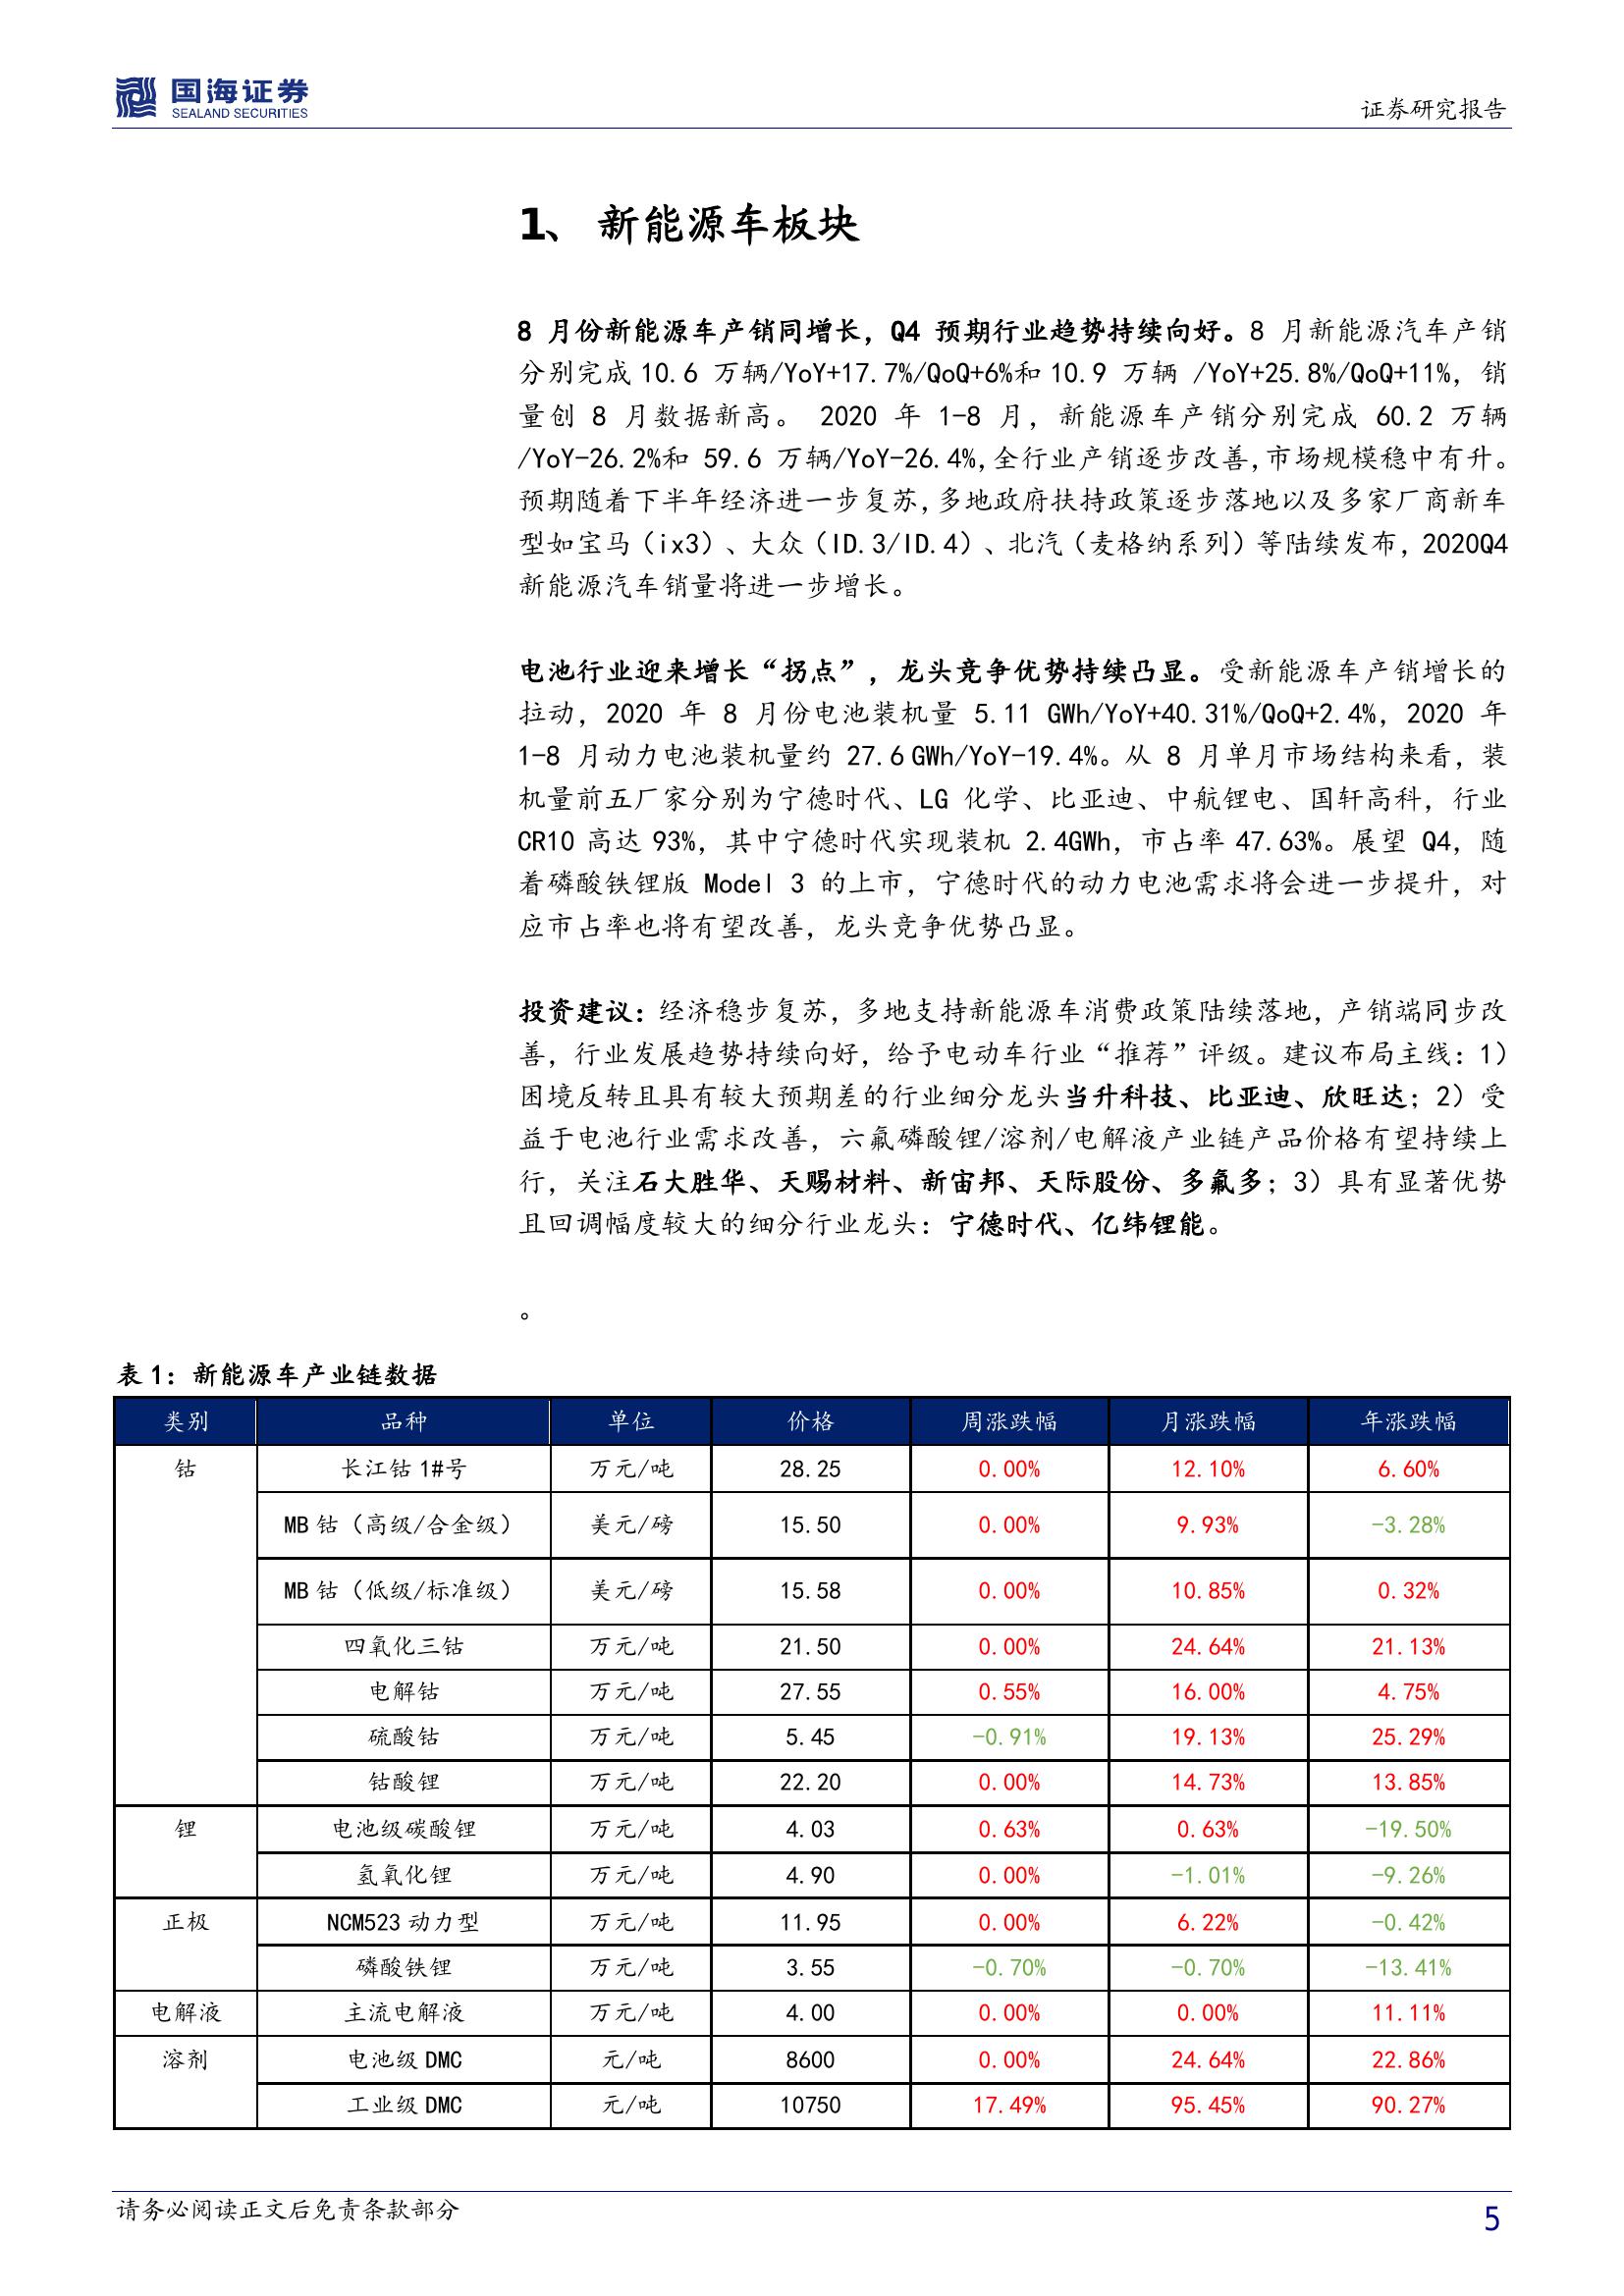 国海证券
SEALAND SECURITIES
证券研究报告
1、 新能源车板块
8 月份新能源车产销同增长，Q4 预期行业趋势持续向好。8 月新能源汽车产销
分别完成 10.6 万辆/YoY+17.7%/QoQ+6%和 10.9 万辆 /YoY+25.8%/QoQ+11%，销
量创 8 月数据新高。 2020 年 1-8 月，新能源车产销分别完成 60.2 万辆
/YoY-26.2%和 59.6 万辆/YoY-26.4%,全行业产销逐步改善,市场规模稳中有升。
预期随着下半年经济进一步复苏,多地政府扶持政策逐步落地以及多家厂商新车
型如宝马（ix3）、大众（ID.3/ID.4）、北汽（麦格纳系列）等陆续发布，2020Q4
新能源汽车销量将进一步增长。
电池行业迎来增长“拐点”，龙头竞争优势持续凸显。受新能源车产销增长的
拉动，2020 年 8 月份电池装机量 5.11 GWh/YoY+40.31%/QoQ+2.4%，2020 年
1-8 月动力电池装机量约 27.6 GWh/YoY-19.4%。从 8 月单月市场结构来看，装
机量前五厂家分别为宁德时代、LG 化学、比亚迪、中航锂电、国轩高科，行业
CR10 高达 93%，其中宁德时代实现装机 2.4GWh，市占率 47.63%。展望 Q4，随
着磷酸铁锂版 Model 3 的上市，宁德时代的动力电池需求将会进一步提升，对
应市占率也将有望改善，龙头竞争优势凸显。
投资建议：经济稳步复苏，多地支持新能源车消费政策陆续落地，产销端同步改
善，行业发展趋势持续向好，给予电动车行业“推荐”评级。建议布局主线：1）
困境反转且具有较大预期差的行业细分龙头当升科技、比亚迪、欣旺达；2）受
益于电池行业需求改善，六氟磷酸锂/溶剂/电解液产业链产品价格有望持续上
行，关注石大胜华、天赐材料、新宙邦、天际股份、多氟多；3）具有显著优势
且回调幅度较大的细分行业龙头：宁德时代、亿纬锂能。
。
表 1：新能源车产业链数据
类别 品种 单位 价格 周涨跌幅 月涨跌幅 年涨跌幅
钴 长江钴 1#号 万元/吨 28.25 0.00% 12.10% 6.60%
MB 钴（高级/合金级） 美元/磅 15.50 0.00% 9.93% -3.28%
MB 钴（低级/标准级） 美元/磅 15.58 0.00% 10.85% 0.32%
四氧化三钴 万元/吨 21.50 0.00% 24.64% 21.13%
电解钴 万元/吨 27.55 0.55% 16.00% 4.75%
硫酸钴 万元/吨 5.45 -0.91% 19.13% 25.29%
钴酸锂 万元/吨 22.20 0.00% 14.73% 13.85%
锂 电池级碳酸锂 万元/吨 4.03 0.63% 0.63% -19.50%
氢氧化锂 万元/吨 4.90 0.00% -1.01% -9.26%
正极 NCM523 动力型 万元/吨 11.95 0.00% 6.22% -0.42%
磷酸铁锂 万元/吨 3.55 -0.70% -0.70% -13.41%
电解液 主流电解液 万元/吨 4.00 0.00% 0.00% 11.11%
溶剂 电池级 DMC 元/吨 8600 0.00% 24.64% 22.86%
工业级 DMC 元/吨 10750 17.49% 95.45% 90.27%
请务必阅读正文后免责条款部分
5